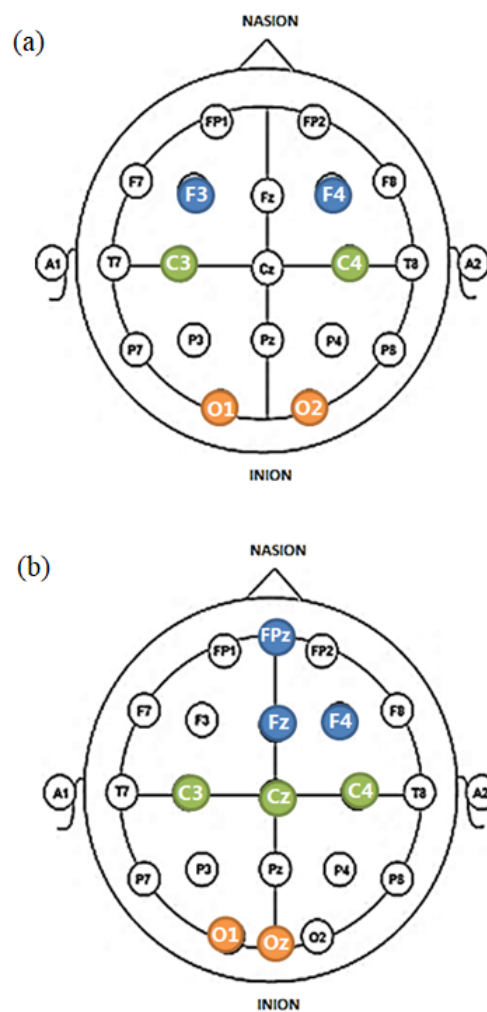 (a)
NASION
FP1 FP2
F7 F3 Fz F4 F8
A1 T7 C3 Cz C4 T8 A2
P7 P3 Pz P4 P8
O1 O2
INION
(b)
NASION
FPz
FP1 FP2
F7 F3 Fz F4 F8
A1 T7 C3 Cz C4 T8 A2
P7 P3 Pz P4 P8
O1 Oz O2
INION